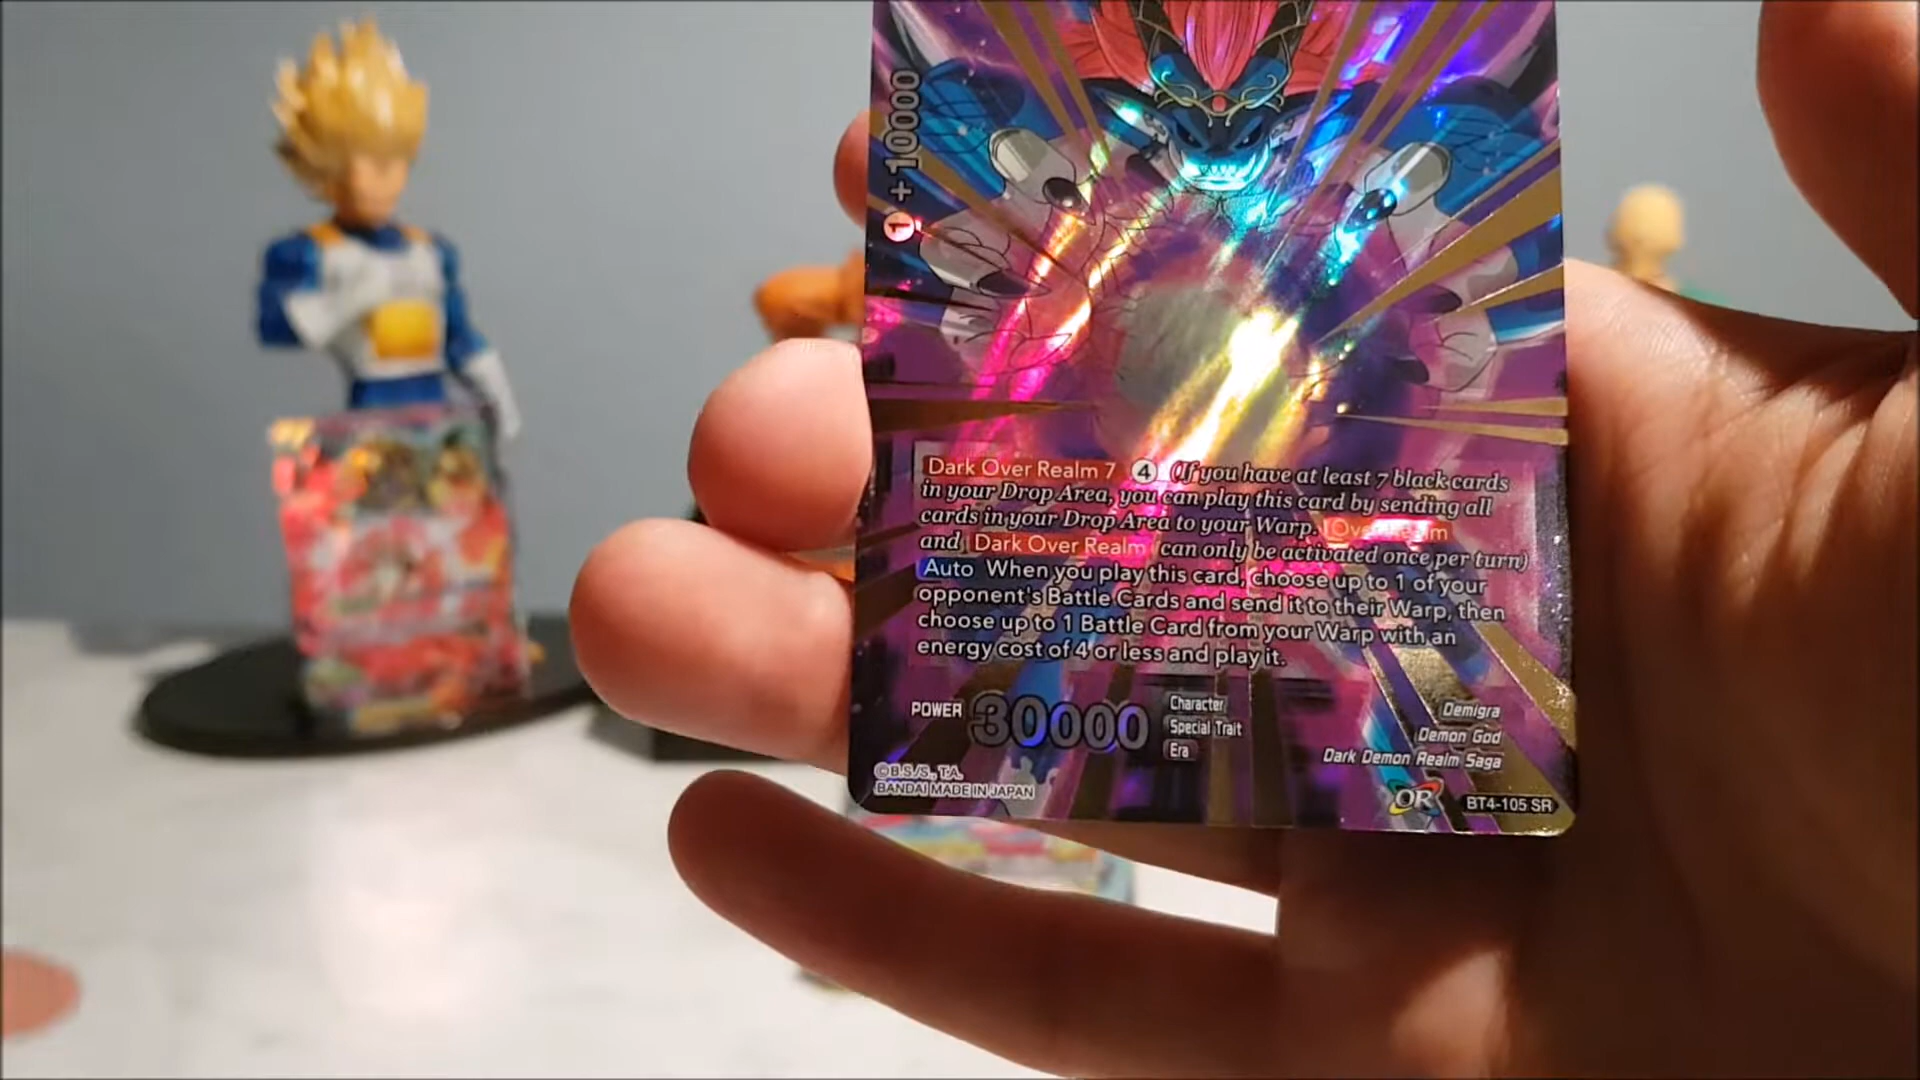 +10000
1
Dark Over Realm 7 4 (If you have at least 7 black cards
in your Drop Area, you can play this card by sending all
cards in your Drop Area to your Warp. Over Realm
and Dark Over Realm can only be activated once per turn)
Auto When you play this card, choose up to 1 of your
opponent's Battle Cards and send it to their Warp, then
choose up to 1 Battle Card from your Warp with an
energy cost of 4 or less and play it.
POWER 30000
Character Demigra
Special Trait Demon God
Era Dark Demon Realm Saga
©B.S./S., T.A.
BANDAI MADE IN JAPAN
OR BT4-105 SR